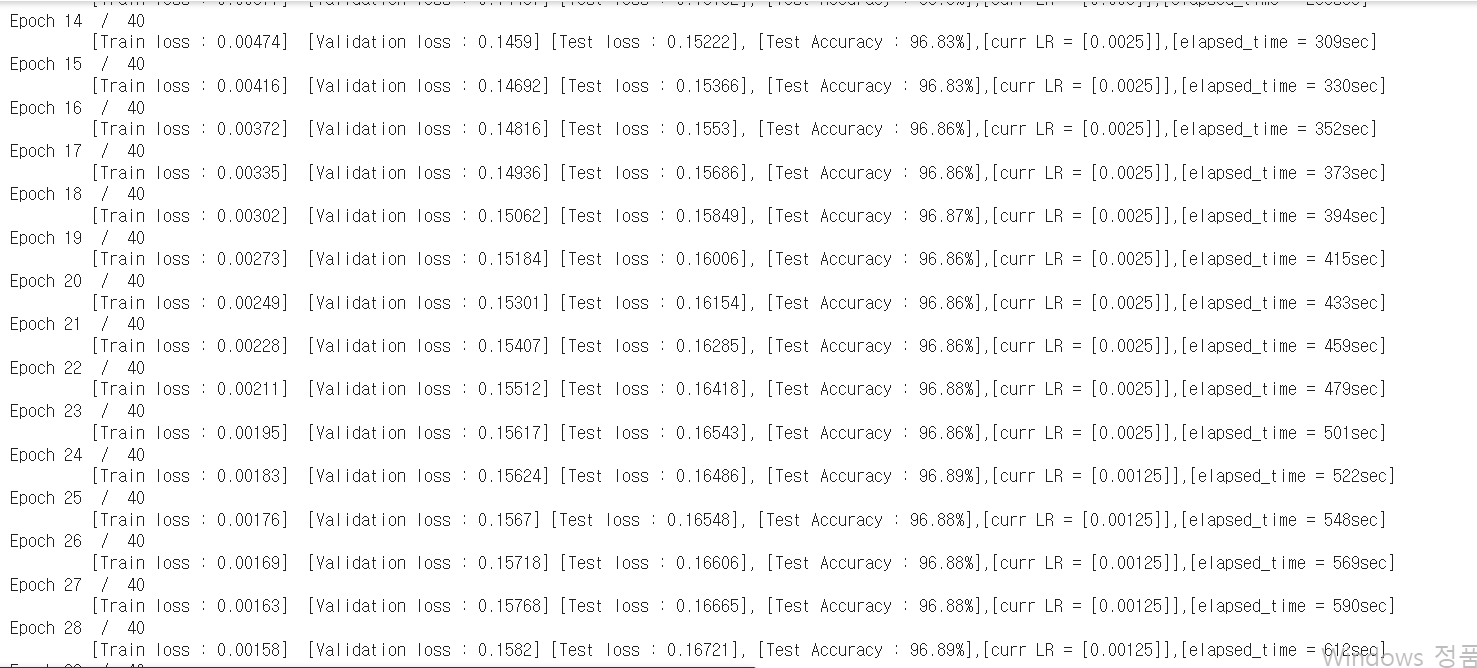 Epoch 14 / 40
[Train loss : 0.00474] [Validation loss : 0.1459] [Test loss : 0.15222], [Test Accuracy : 96.83%],[curr LR = [0.0025]],[elapsed_time = 309sec]
Epoch 15 / 40
[Train loss : 0.00416] [Validation loss : 0.14692] [Test loss : 0.15366], [Test Accuracy : 96.83%],[curr LR = [0.0025]],[elapsed_time = 330sec]
Epoch 16 / 40
[Train loss : 0.00372] [Validation loss : 0.14816] [Test loss : 0.1553], [Test Accuracy : 96.86%],[curr LR = [0.0025]],[elapsed_time = 352sec]
Epoch 17 / 40
[Train loss : 0.00335] [Validation loss : 0.14936] [Test loss : 0.15686], [Test Accuracy : 96.86%],[curr LR = [0.0025]],[elapsed_time = 373sec]
Epoch 18 / 40
[Train loss : 0.00302] [Validation loss : 0.15062] [Test loss : 0.15849], [Test Accuracy : 96.87%],[curr LR = [0.0025]],[elapsed_time = 394sec]
Epoch 19 / 40
[Train loss : 0.00273] [Validation loss : 0.15184] [Test loss : 0.16006], [Test Accuracy : 96.86%],[curr LR = [0.0025]],[elapsed_time = 415sec]
Epoch 20 / 40
[Train loss : 0.00249] [Validation loss : 0.15301] [Test loss : 0.16154], [Test Accuracy : 96.86%],[curr LR = [0.0025]],[elapsed_time = 433sec]
Epoch 21 / 40
[Train loss : 0.00228] [Validation loss : 0.15407] [Test loss : 0.16285], [Test Accuracy : 96.86%],[curr LR = [0.0025]],[elapsed_time = 459sec]
Epoch 22 / 40
[Train loss : 0.00211] [Validation loss : 0.15512] [Test loss : 0.16418], [Test Accuracy : 96.88%],[curr LR = [0.0025]],[elapsed_time = 479sec]
Epoch 23 / 40
[Train loss : 0.00195] [Validation loss : 0.15617] [Test loss : 0.16543], [Test Accuracy : 96.86%],[curr LR = [0.0025]],[elapsed_time = 501sec]
Epoch 24 / 40
[Train loss : 0.00183] [Validation loss : 0.15624] [Test loss : 0.16486], [Test Accuracy : 96.89%],[curr LR = [0.00125]],[elapsed_time = 522sec]
Epoch 25 / 40
[Train loss : 0.00176] [Validation loss : 0.1567] [Test loss : 0.16548], [Test Accuracy : 96.88%],[curr LR = [0.00125]],[elapsed_time = 548sec]
Epoch 26 / 40
[Train loss : 0.00169] [Validation loss : 0.15718] [Test loss : 0.16606], [Test Accuracy : 96.88%],[curr LR = [0.00125]],[elapsed_time = 569sec]
Epoch 27 / 40
[Train loss : 0.00163] [Validation loss : 0.15768] [Test loss : 0.16665], [Test Accuracy : 96.88%],[curr LR = [0.00125]],[elapsed_time = 590sec]
Epoch 28 / 40
[Train loss : 0.00158] [Validation loss : 0.1582] [Test loss : 0.16721], [Test Accuracy : 96.89%],[curr LR = [0.00125]],[elapsed_time = 612sec]
Windows 정품